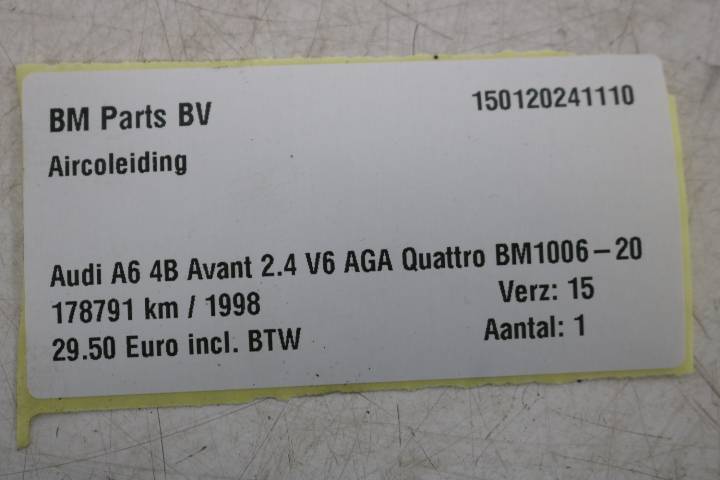 BM Parts BV 150120241110
Aircoleiding
Audi A6 4B Avant 2.4 V6 AGA Quattro BM1006-20
178791 km / 1998 Verz: 15
29.50 Euro incl. BTW Aantal: 1